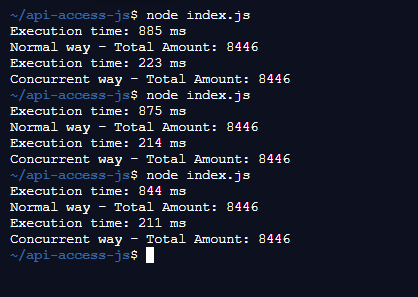 ~/api-access-js$ node index.js
Execution time: 885 ms
Normal way - Total Amount: 8446
Execution time: 223 ms
Concurrent way - Total Amount: 8446
~/api-access-js$ node index.js
Execution time: 875 ms
Normal way - Total Amount: 8446
Execution time: 214 ms
Concurrent way - Total Amount: 8446
~/api-access-js$ node index.js
Execution time: 844 ms
Normal way - Total Amount: 8446
Execution time: 211 ms
Concurrent way - Total Amount: 8446
~/api-access-js$